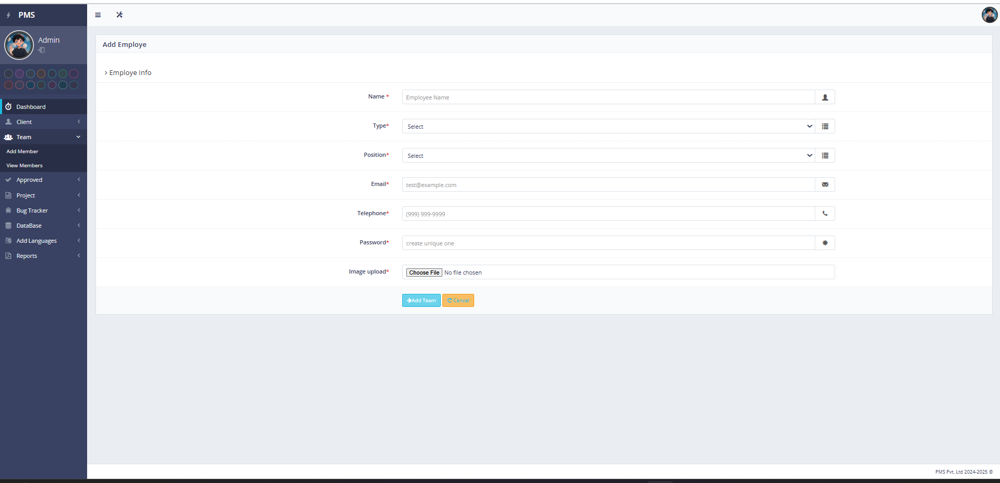 PMS
Admin
Dashboard
Client
Team
Add Member
View Members
Approved
Project
Bug Tracker
DataBase
Add Languages
Reports
Add Employe
Employe Info
Name *
Employee Name
Type*
Select
Position*
Select
Email*
test@example.com
Telephone*
(999) 999-9999
Password*
create unique one
Image upload*
Choose File No file chosen
Add Team
Cancel
PMS Pvt. Ltd 2024-2025 ©